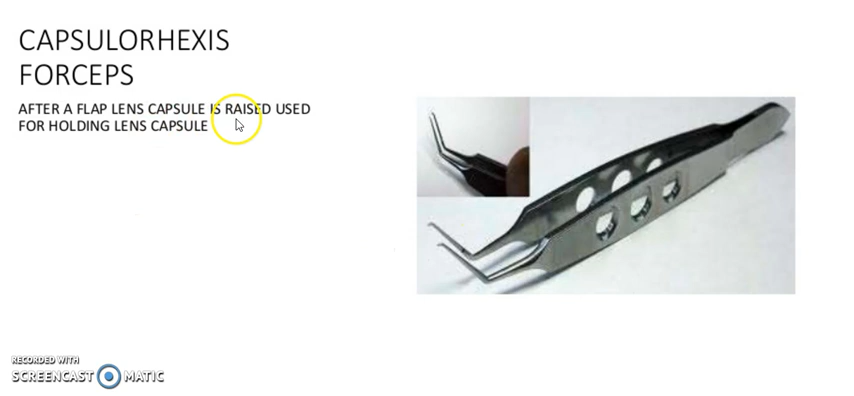 CAPSULORHEXIS
FORCEPS
AFTER A FLAP LENS CAPSULE IS RAISED USED
FOR HOLDING LENS CAPSULE
RECORDED WITH
SCREENCAST MATIC